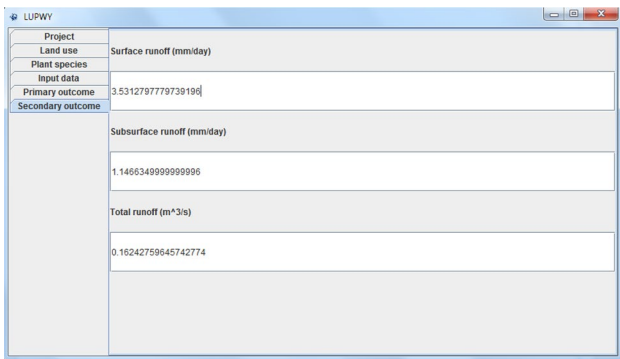 LUPWY
Project
Land use
Plant species
Input data
Primary outcome
Secondary outcome
Surface runoff (mm/day)
3.5312797779739196
Subsurface runoff (mm/day)
1.1466349999999996
Total runoff (m^3/s)
0.16242759645742774